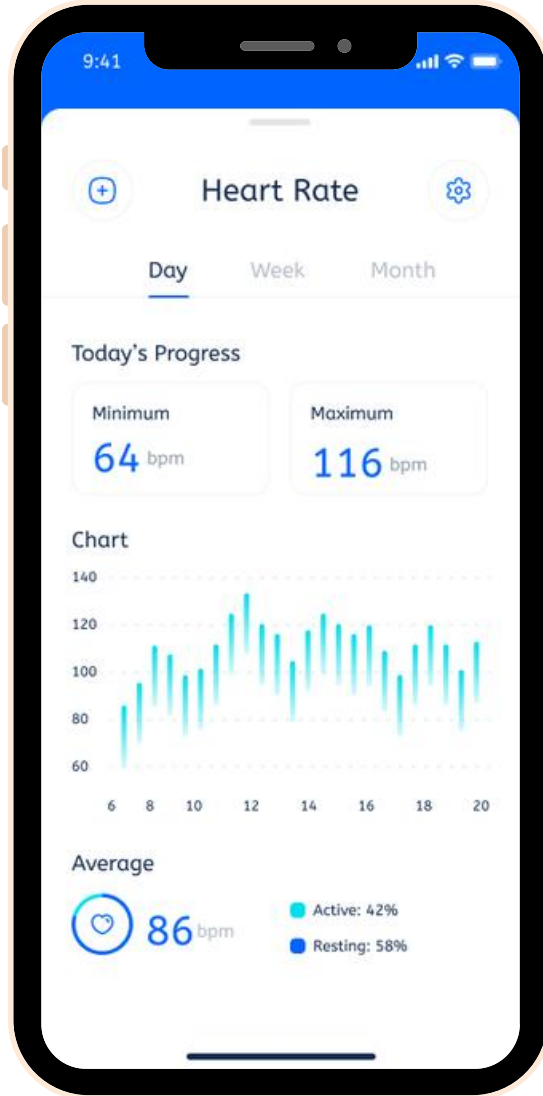 9:41
Heart Rate
Day Week Month
Today's Progress
Minimum Maximum
64 bpm 116 bpm
Chart
140
120
100
80
60
6 8 10 12 14 16 18 20
Average
Active: 42%
86 bpm
Resting: 58%